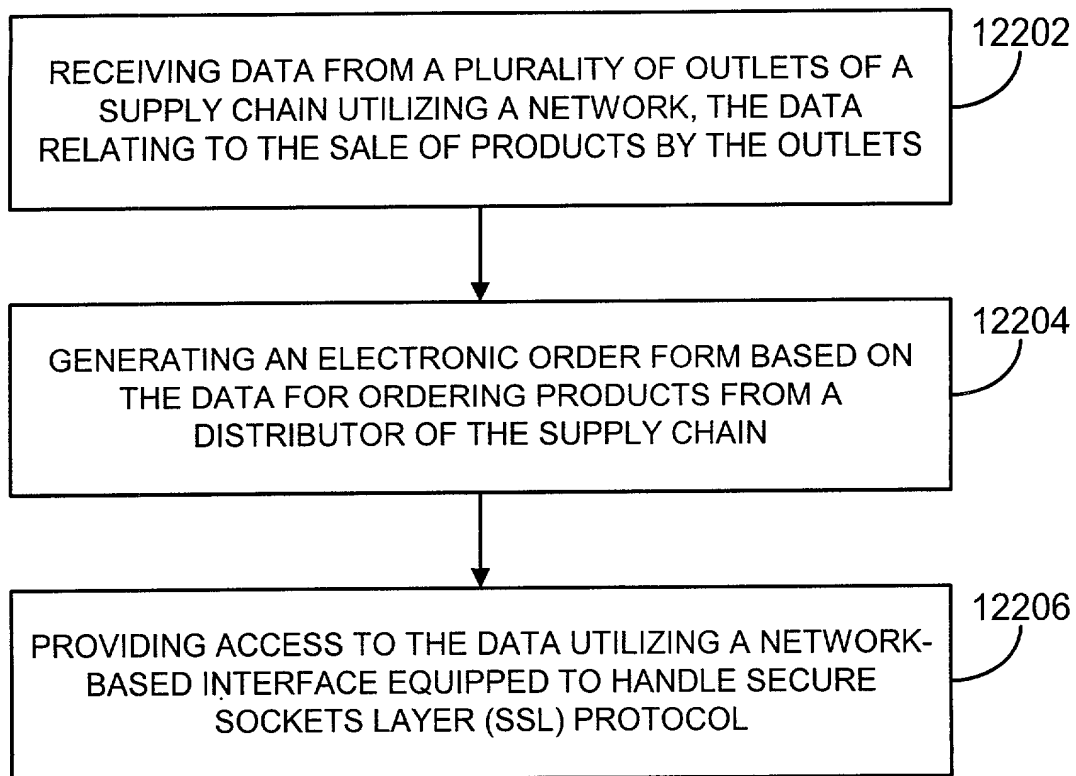 12202
RECEIVING DATA FROM A PLURALITY OF OUTLETS OF A
SUPPLY CHAIN UTILIZING A NETWORK, THE DATA
RELATING TO THE SALE OF PRODUCTS BY THE OUTLETS
12204
GENERATING AN ELECTRONIC ORDER FORM BASED ON
THE DATA FOR ORDERING PRODUCTS FROM A
DISTRIBUTOR OF THE SUPPLY CHAIN
12206
PROVIDING ACCESS TO THE DATA UTILIZING A NETWORK-
BASED INTERFACE EQUIPPED TO HANDLE SECURE
SOCKETS LAYER (SSL) PROTOCOL